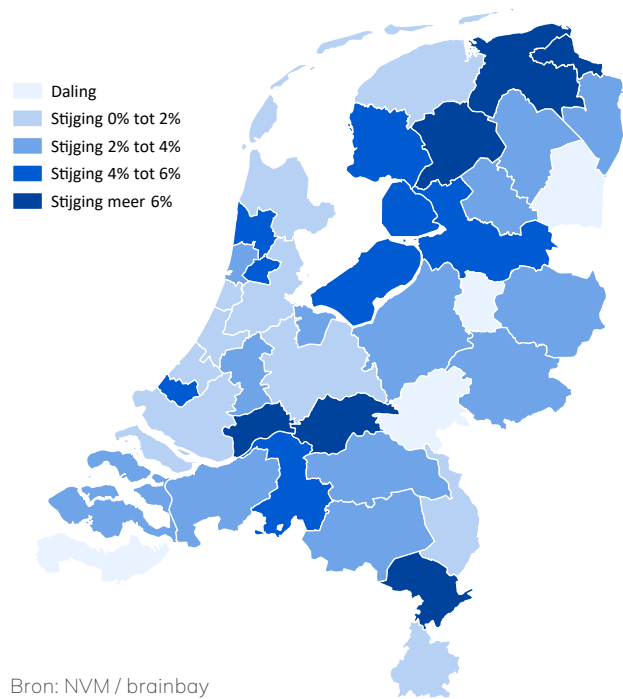 Daling
Stijging 0% tot 2%
Stijging 2% tot 4%
Stijging 4% tot 6%
Stijging meer 6%
Bron: NVM / brainbay